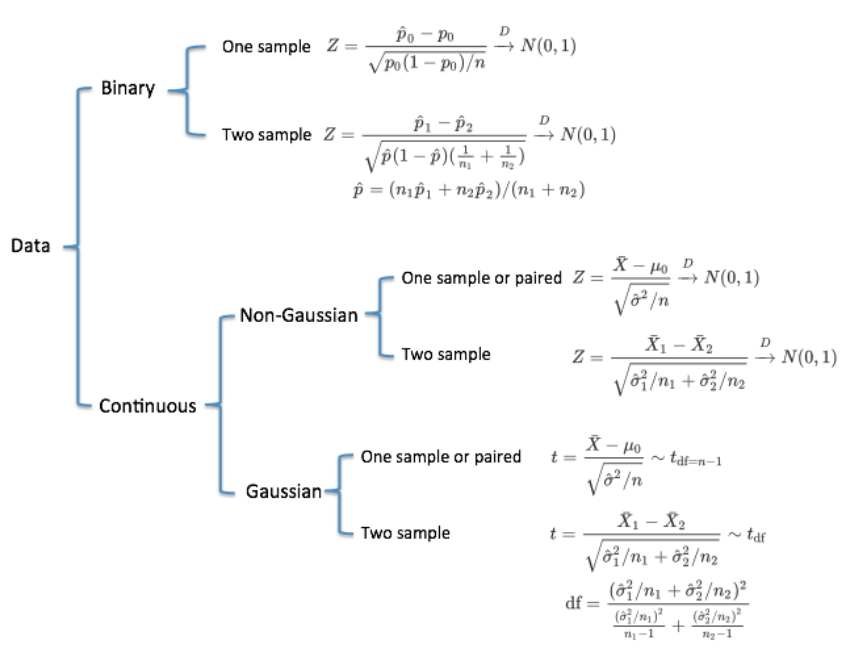 One sample Z = \frac{\hat{p}_0 - p_0}{\sqrt{p_0(1 - p_0)/n}} \xrightarrow{D} N(0, 1)
Binary
Two sample Z = \frac{\hat{p}_1 - \hat{p}_2}{\sqrt{\hat{p}(1 - \hat{p})(\frac{1}{n_1} + \frac{1}{n_2})}} \xrightarrow{D} N(0, 1)
\hat{p} = (n_1\hat{p}_1 + n_2\hat{p}_2)/(n_1 + n_2)
Data
One sample or paired Z = \frac{\bar{X} - \mu_0}{\sqrt{\hat{\sigma}^2/n}} \xrightarrow{D} N(0, 1)
Non-Gaussian
Two sample Z = \frac{\bar{X}_1 - \bar{X}_2}{\sqrt{\hat{\sigma}_1^2/n_1 + \hat{\sigma}_2^2/n_2}} \xrightarrow{D} N(0, 1)
Continuous
One sample or paired t = \frac{\bar{X} - \mu_0}{\sqrt{\hat{\sigma}^2/n}} \sim t_{df=n-1}
Gaussian
Two sample t = \frac{\bar{X}_1 - \bar{X}_2}{\sqrt{\hat{\sigma}_1^2/n_1 + \hat{\sigma}_2^2/n_2}} \sim t_{df}
df = \frac{(\hat{\sigma}_1^2/n_1 + \hat{\sigma}_2^2/n_2)^2}{\frac{(\hat{\sigma}_1^2/n_1)^2}{n_1-1} + \frac{(\hat{\sigma}_2^2/n_2)^2}{n_2-1}}